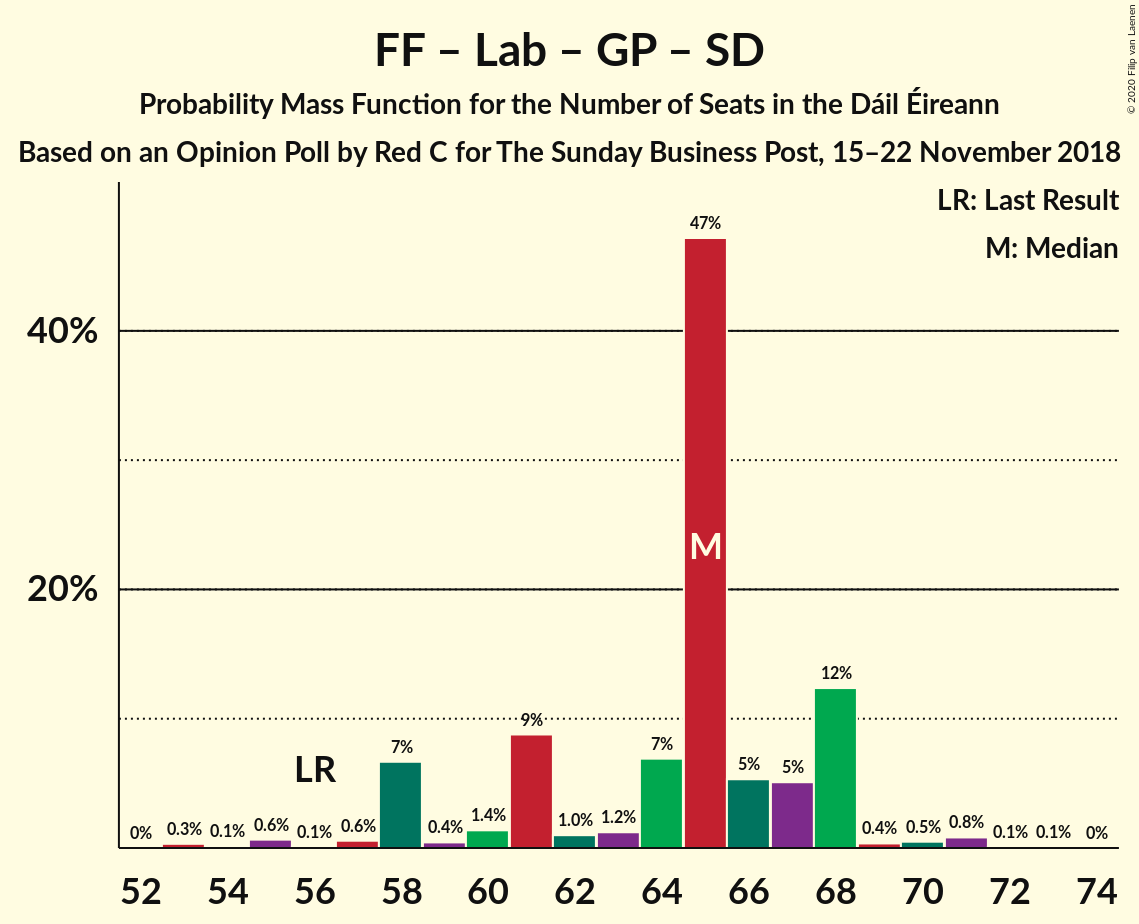 FF – Lab – GP – SD
Probability Mass Function for the Number of Seats in the Dáil Éireann
Based on an Opinion Poll by Red C for The Sunday Business Post, 15–22 November 2018
© 2020 Filip van Laenen
LR: Last Result
M: Median
40%
20%
0%
0.3%
0.1%
0.6%
0.1%
0.6%
7%
0.4%
1.4%
9%
1.0%
1.2%
7%
47%
5%
5%
12%
0.4%
0.5%
0.8%
0.1%
0.1%
0%
LR
M
52 54 56 58 60 62 64 66 68 70 72 74